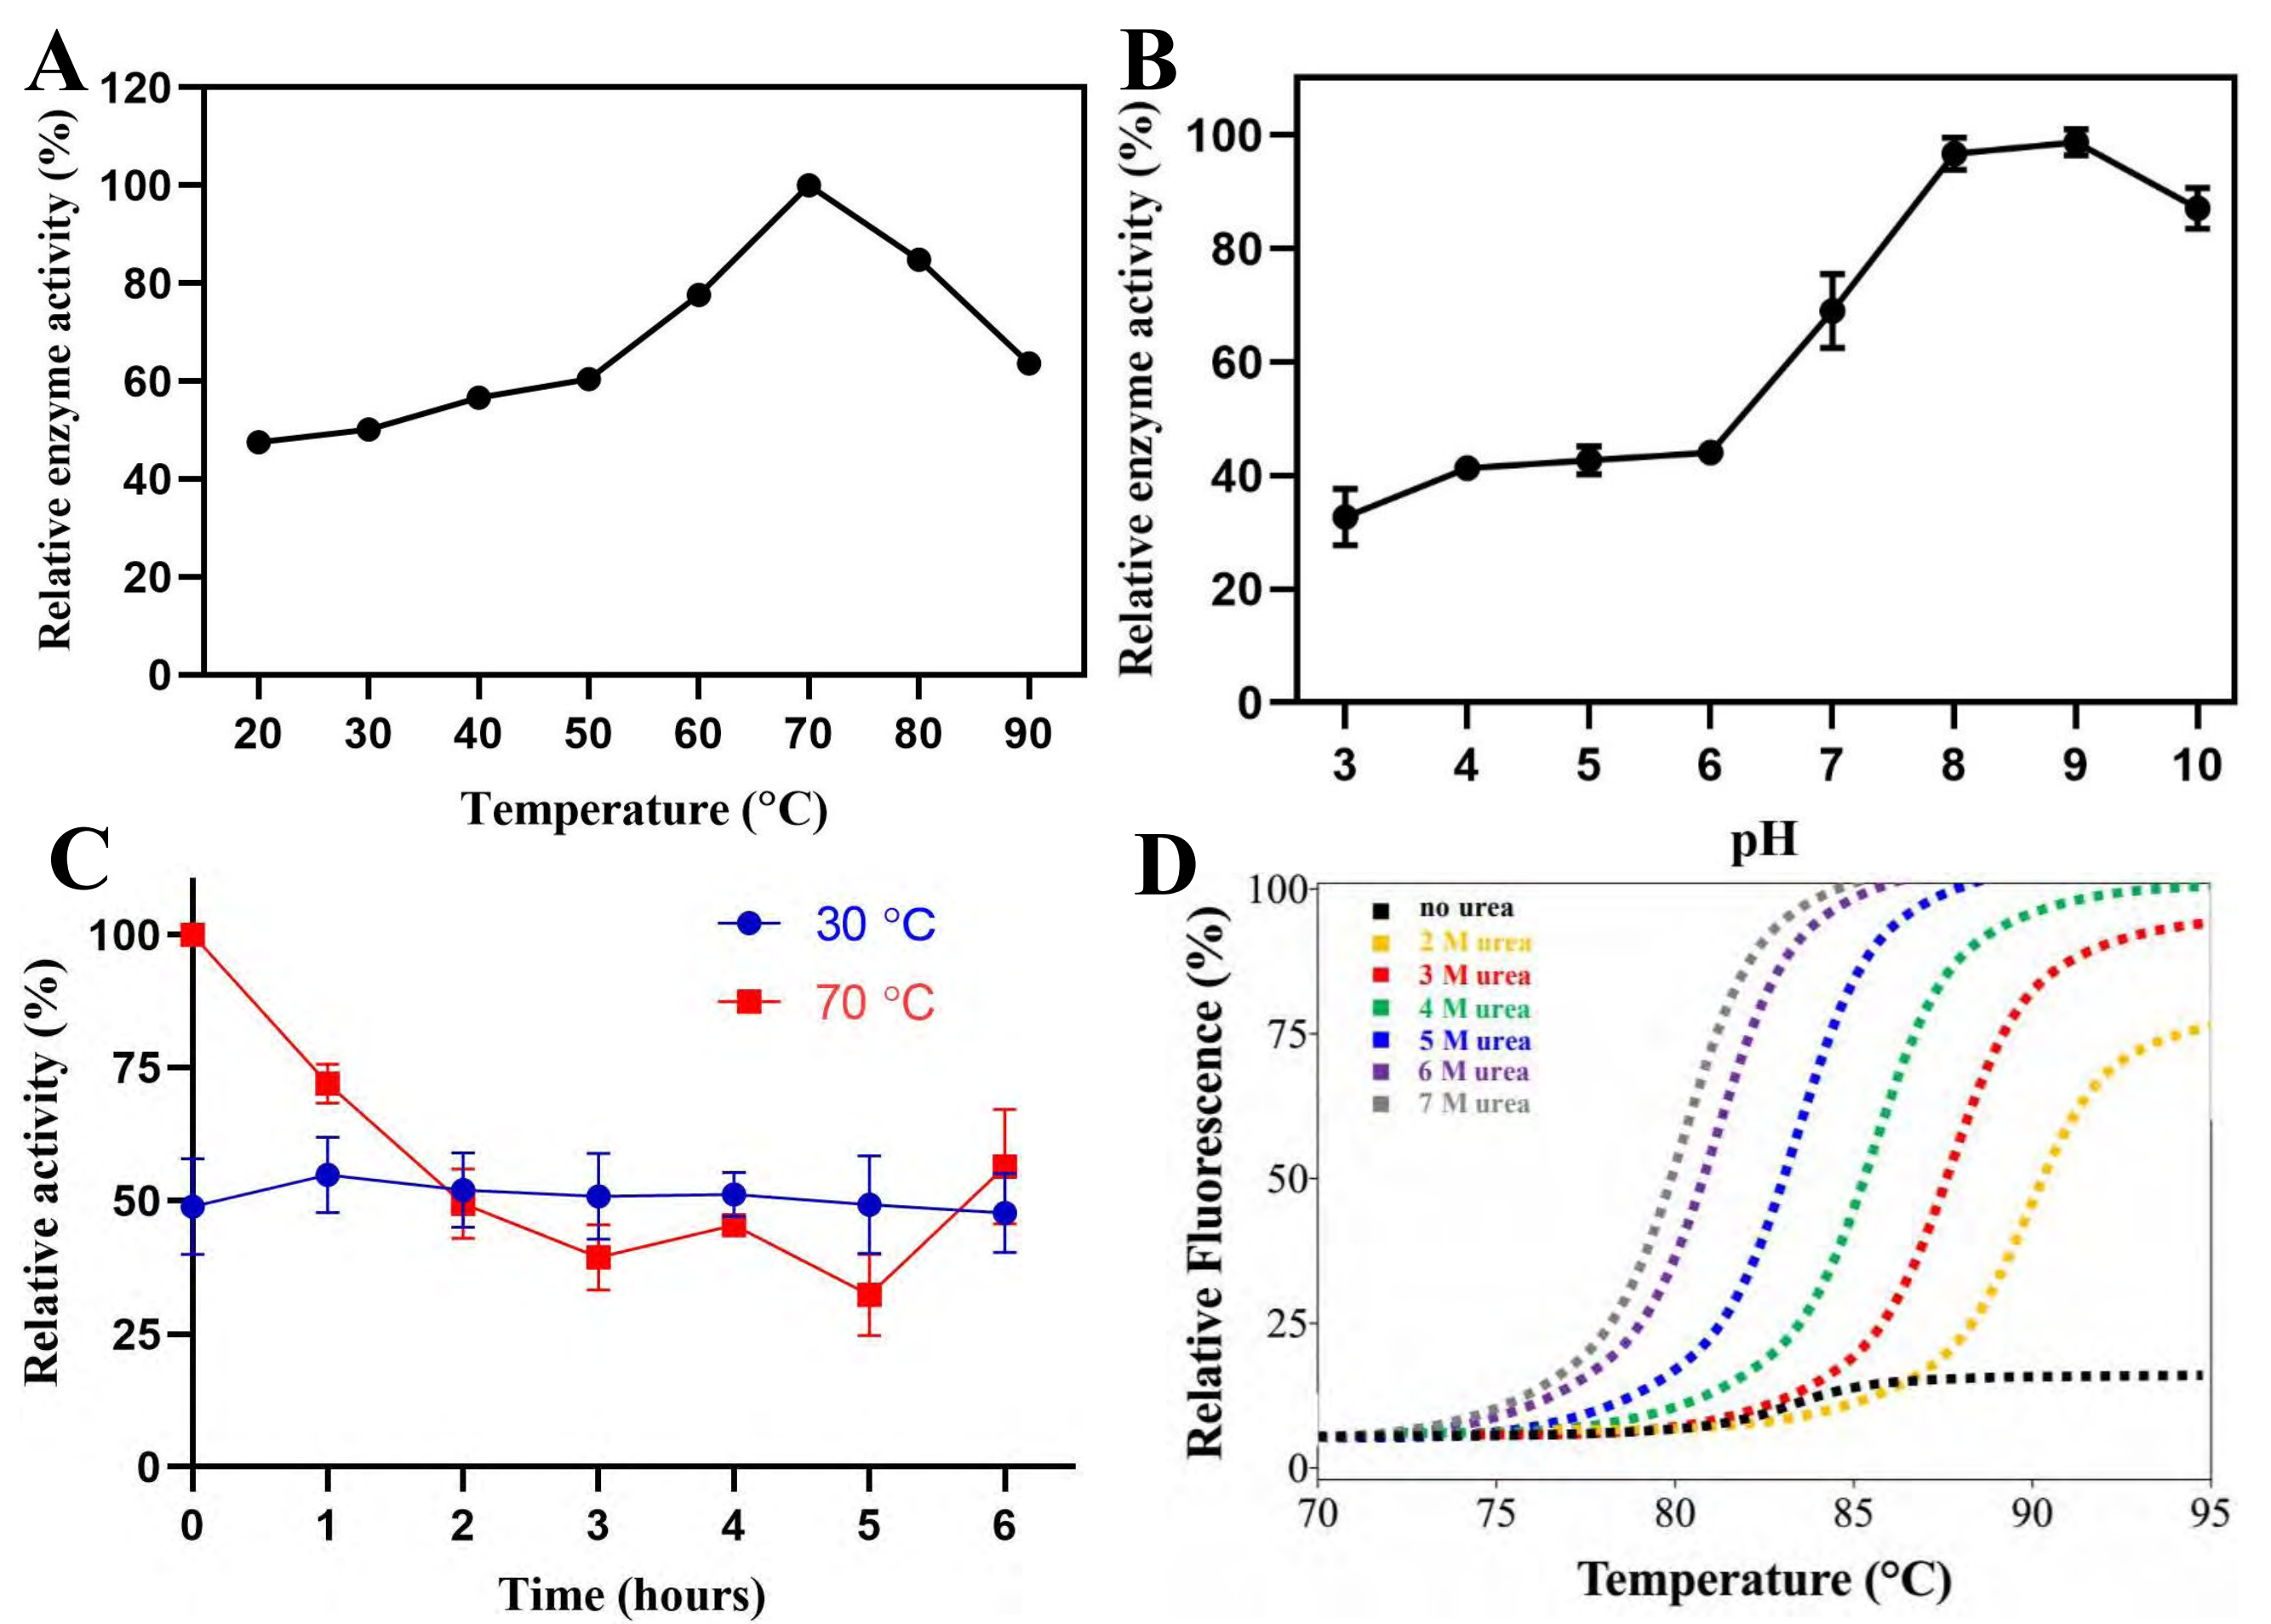 A
Relative enzyme activity (%)
120
100
80
60
40
20
0
20 30 40 50 60 70 80 90
Temperature (°C)
B
Relative enzyme activity (%)
100
80
60
40
20
0
3 4 5 6 7 8 9 10
pH
C
Relative activity (%)
100
75
50
25
0
30 °C
70 °C
0 1 2 3 4 5 6
Time (hours)
D
Relative Fluorescence (%)
100
75
50
25
0
no urea
2 M urea
3 M urea
4 M urea
5 M urea
6 M urea
7 M urea
70 75 80 85 90 95
Temperature (°C)